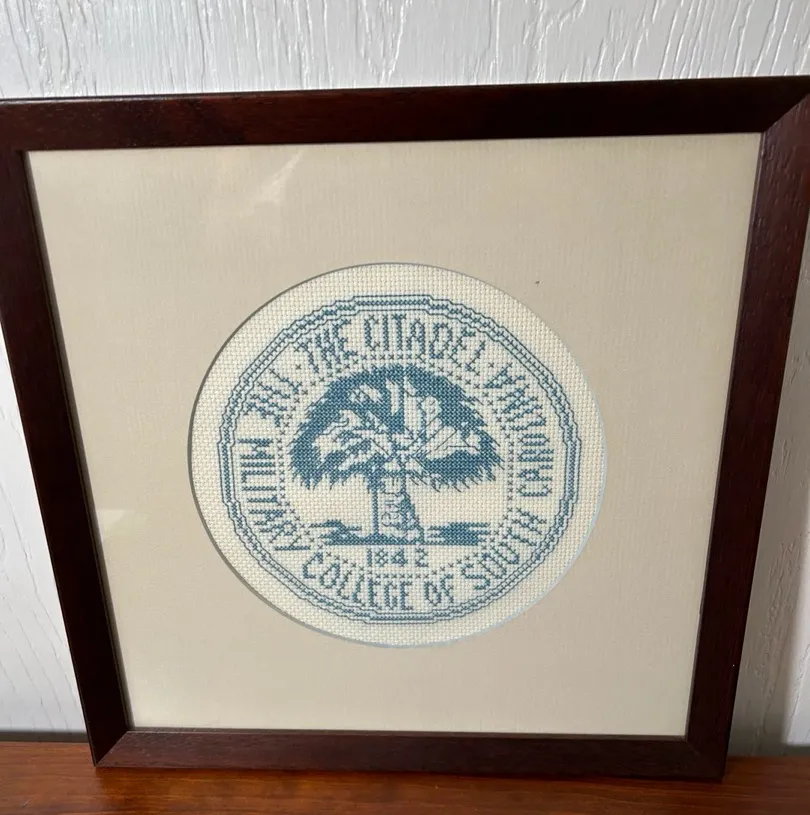 · THE CITADEL ·
THE MILITARY COLLEGE OF SOUTH CAROLINA
1842